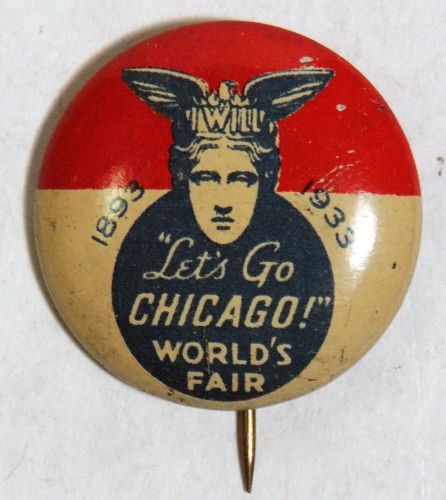 I WILL
1893
1933
"Let's Go
CHICAGO!"
WORLD'S
FAIR